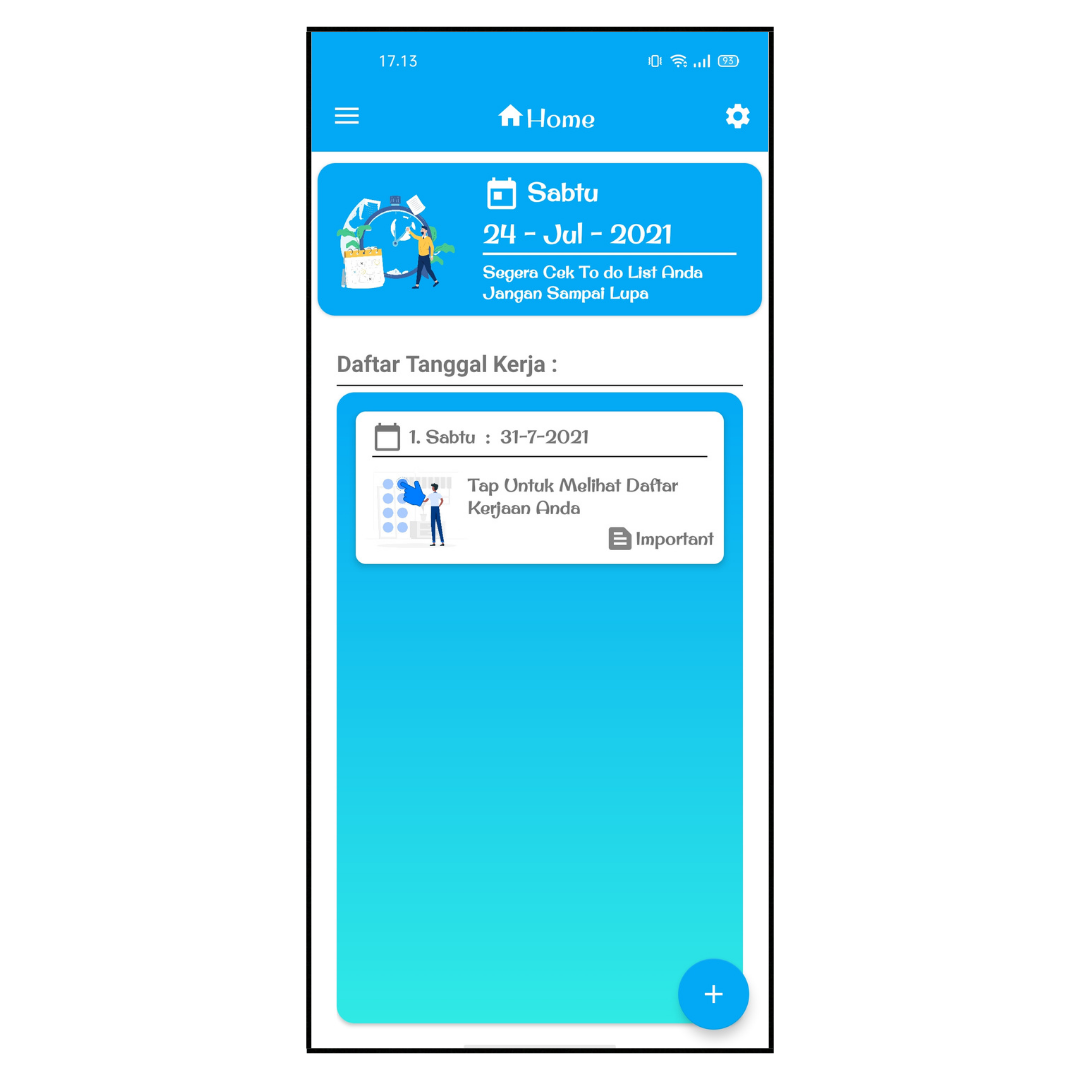 17.13
93
Home
Sabtu
24 - Jul - 2021
Segera Cek To do List Anda
Jangan Sampai Lupa
Daftar Tanggal Kerja :
1. Sabtu : 31-7-2021
Tap Untuk Melihat Daftar
Kerjaan Anda
Important
+